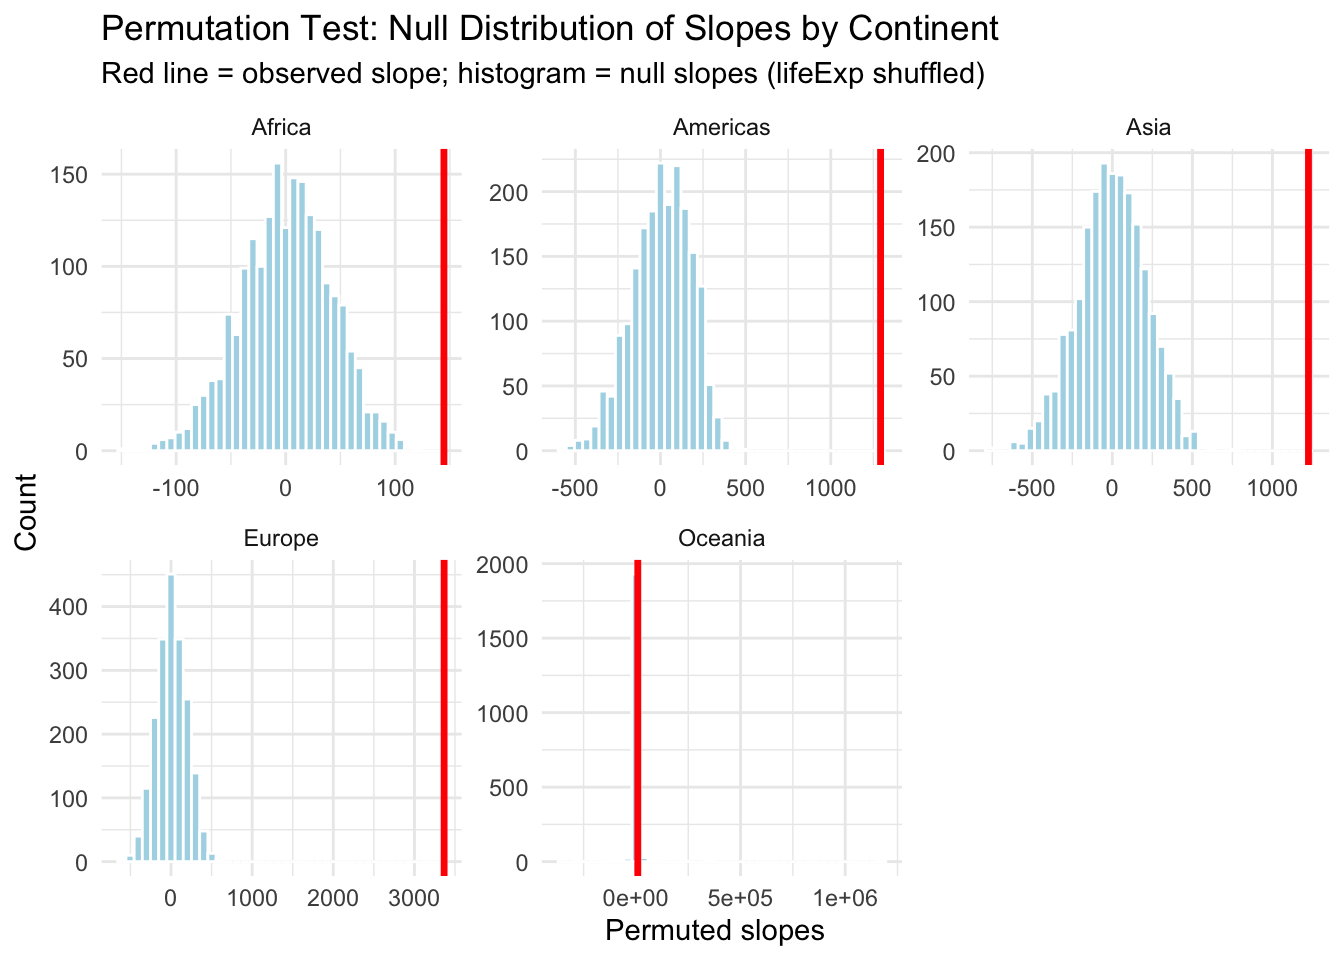 Permutation Test: Null Distribution of Slopes by Continent
Red line = observed slope; histogram = null slopes (lifeExp shuffled)
Africa
150
100
50
0
-100 0 100
Americas
200
150
100
50
0
-500 0 500 1000
Asia
200
150
100
50
0
-500 0 500 1000
Count
Europe
400
300
200
100
0
0 1000 2000 3000
Oceania
2000
1500
1000
500
0
0e+00 5e+05 1e+06
Permuted slopes